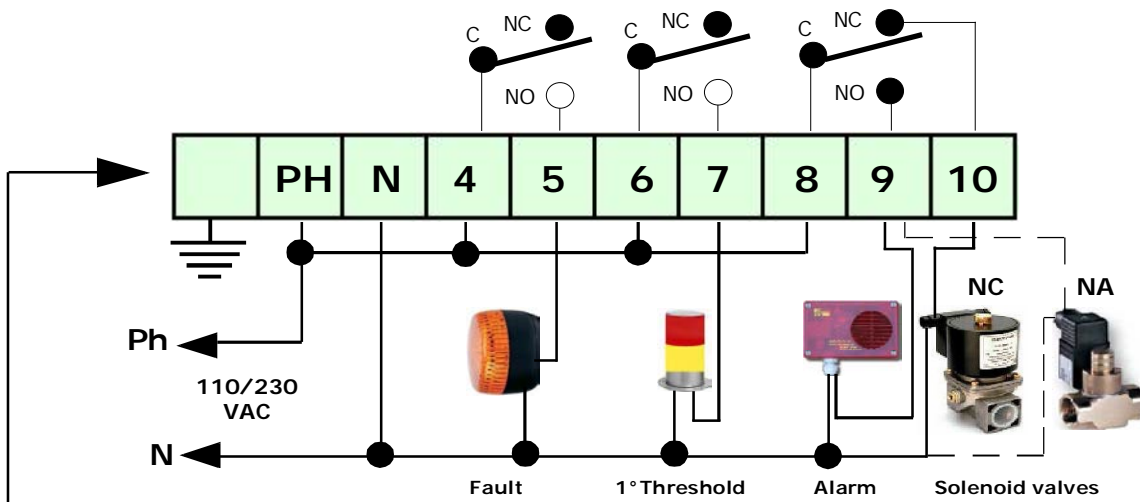 C NC C NC C NC
NO NO NO
PH N 4 5 6 7 8 9 10
NC NA
Ph
110/230
VAC
N
Fault 1°Threshold Alarm Solenoid valves